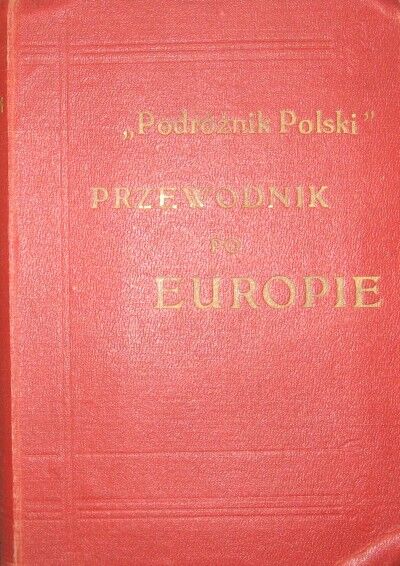 „Podróżnik Polski”
PRZEWODNIK
PO
EUROPIE